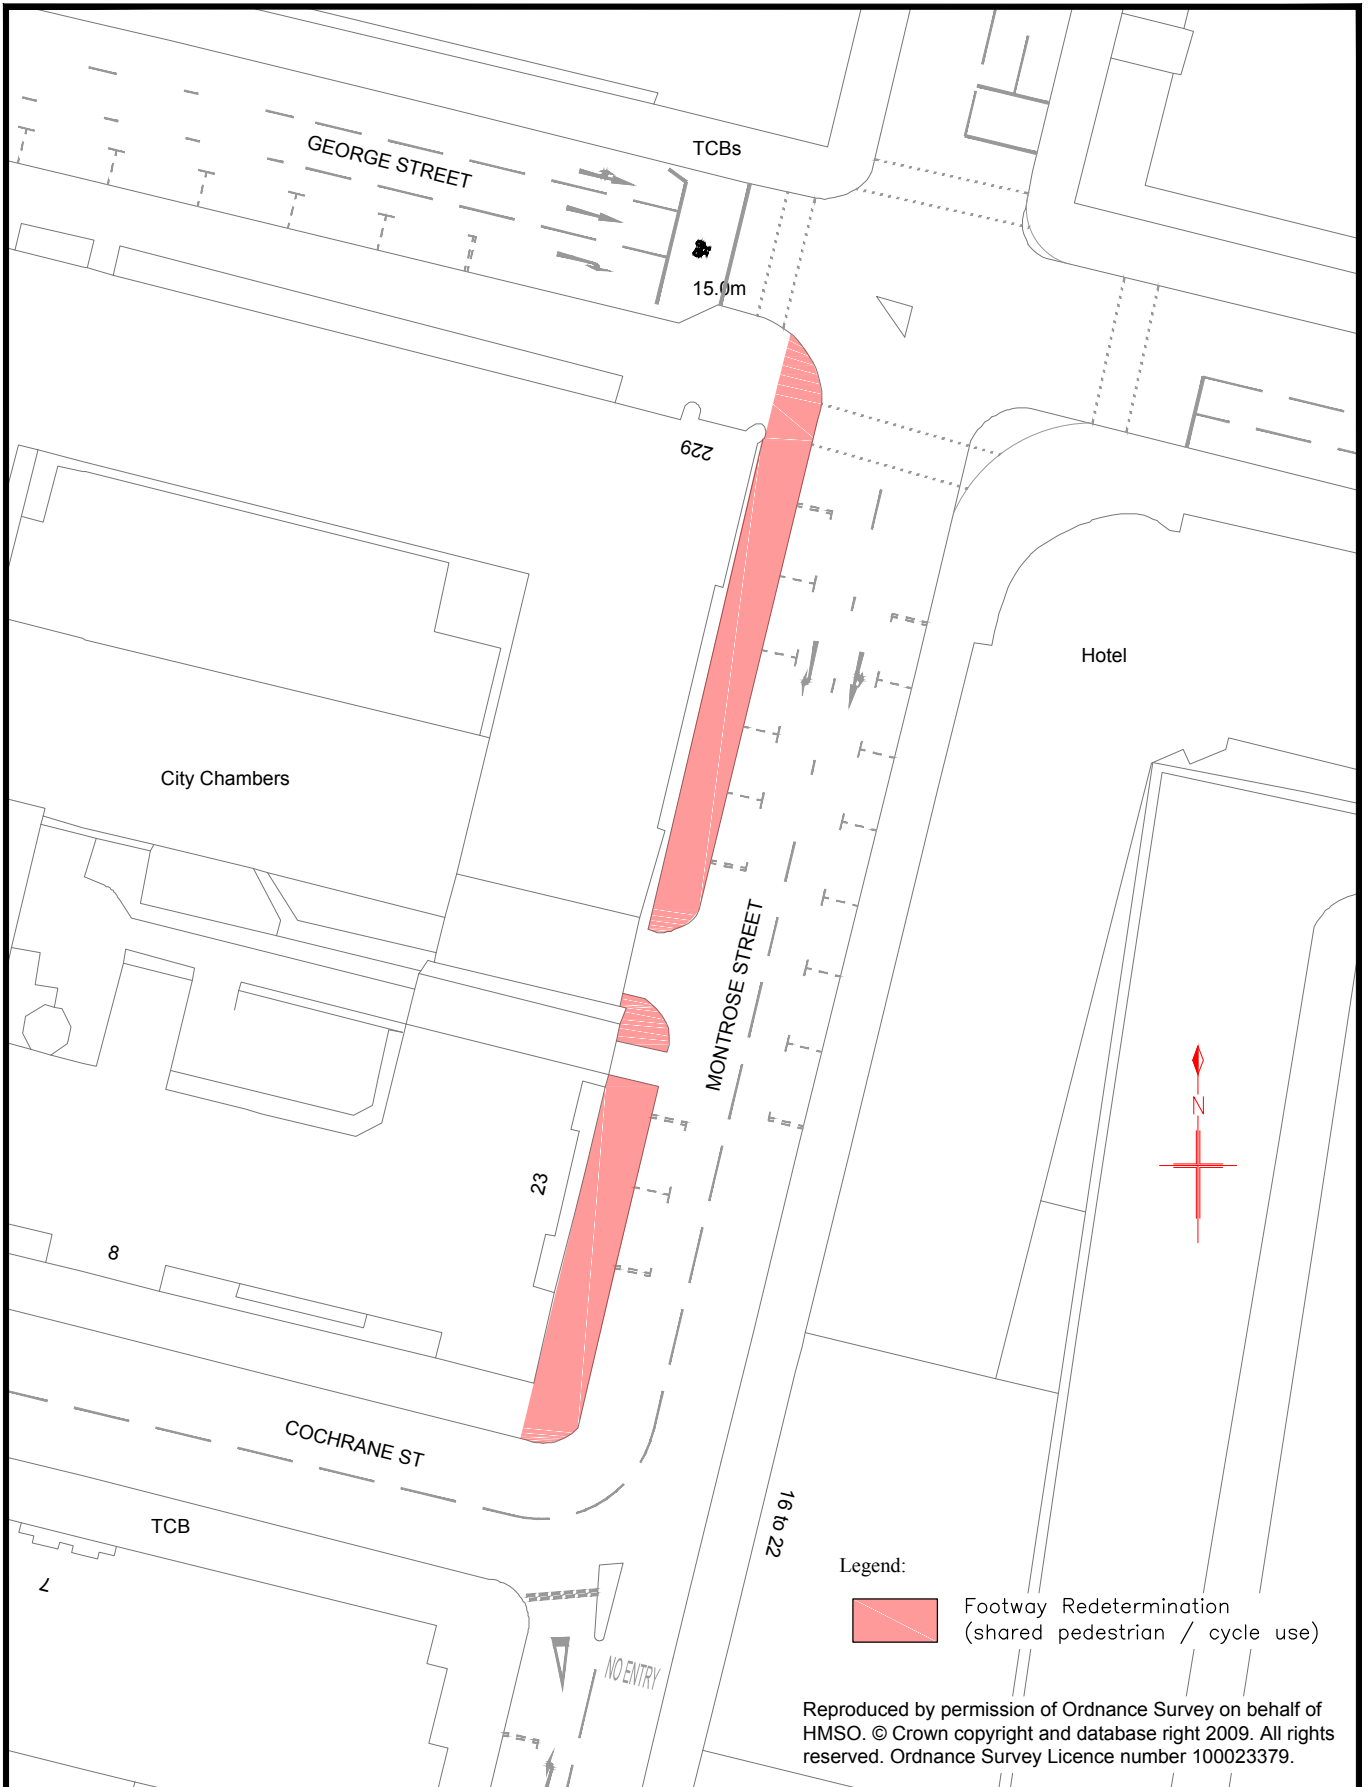 TCBs
GEORGE STREET
15.0m
229
Hotel
City Chambers
MONTROSE STREET
N
23
8
COCHRANE ST
TCB
16 to 22
7
NO ENTRY
Legend:
Footway Redetermination
(shared pedestrian / cycle use)
Reproduced by permission of Ordnance Survey on behalf of
HMSO. © Crown copyright and database right 2009. All rights
reserved. Ordnance Survey Licence number 100023379.